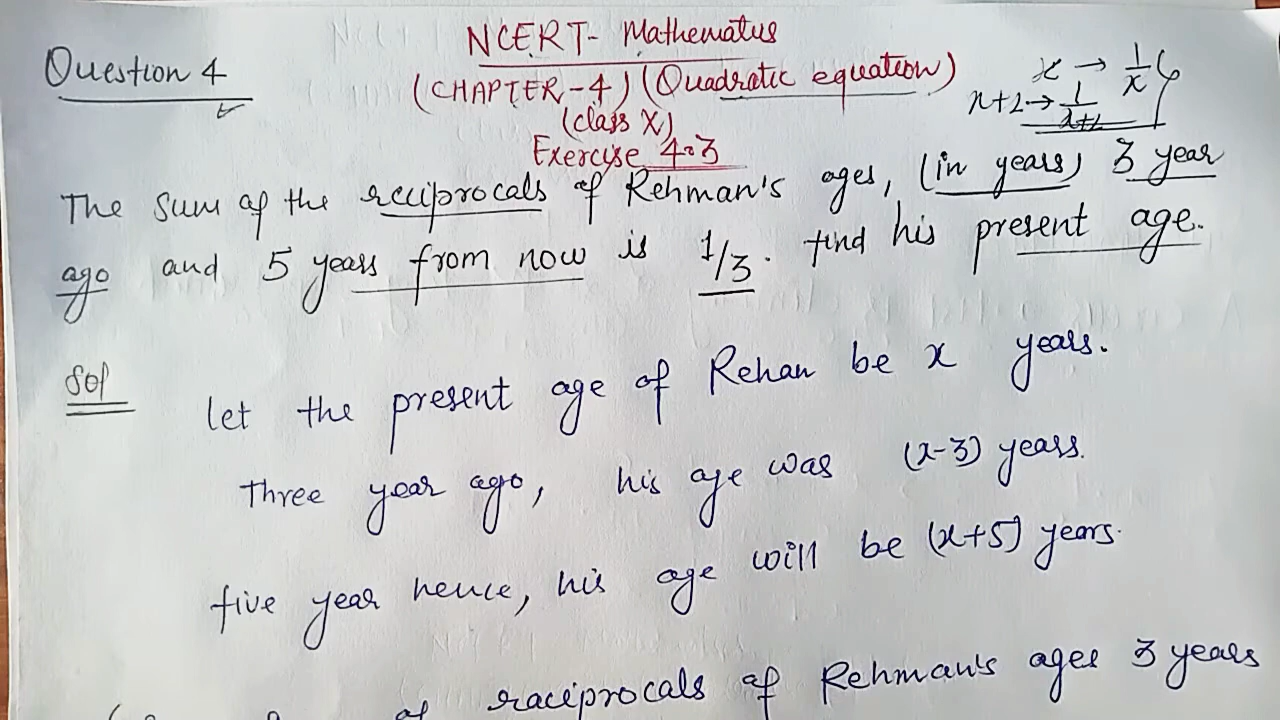 NCERT- Mathematics
Question 4
(CHAPTER-4) (Quadratic equation)
(class X)
Exercise 4.3
x → 1/x
x+2 → 1/x+2
The sum of the reciprocals of Rehman's ages, (in years) 3 year
ago and 5 years from now is 1/3. find his present age.
Sol
let the present age of Rehan be x years.
Three year ago, his age was (x-3) years.
five year hence, his age will be (x+5) years.
of raciprocals of Rehman's ages 3 years